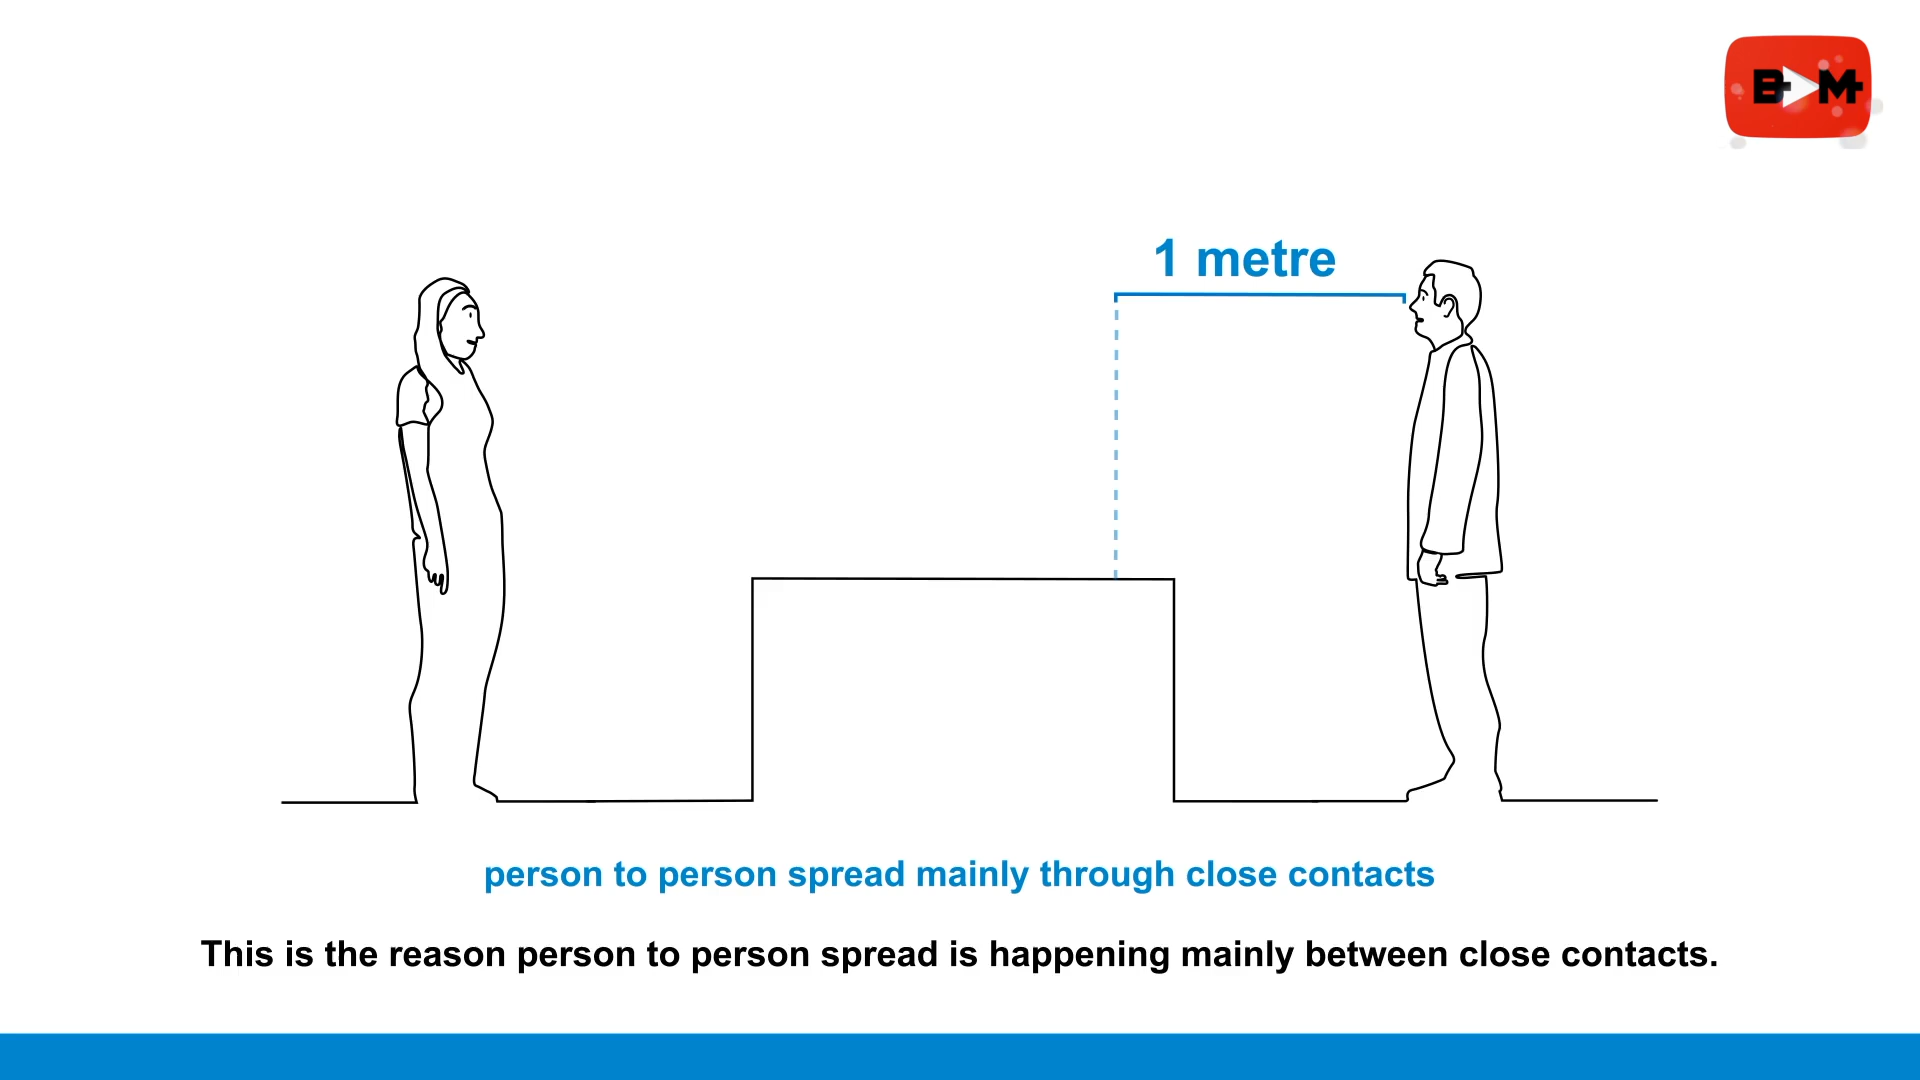 B M
1 metre
person to person spread mainly through close contacts
This is the reason person to person spread is happening mainly between close contacts.